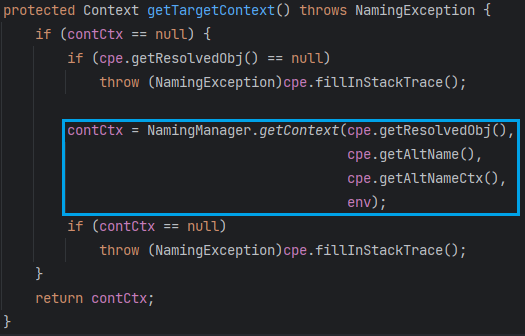 protected Context getTargetContext() throws NamingException {
if (contCtx == null) {
if (cpe.getResolvedObj() == null)
throw (NamingException)cpe.fillInStackTrace();
contCtx = NamingManager.getContext(cpe.getResolvedObj(),
cpe.getAltName(),
cpe.getAltNameCtx(),
env);
if (contCtx == null)
throw (NamingException)cpe.fillInStackTrace();
}
return contCtx;
}